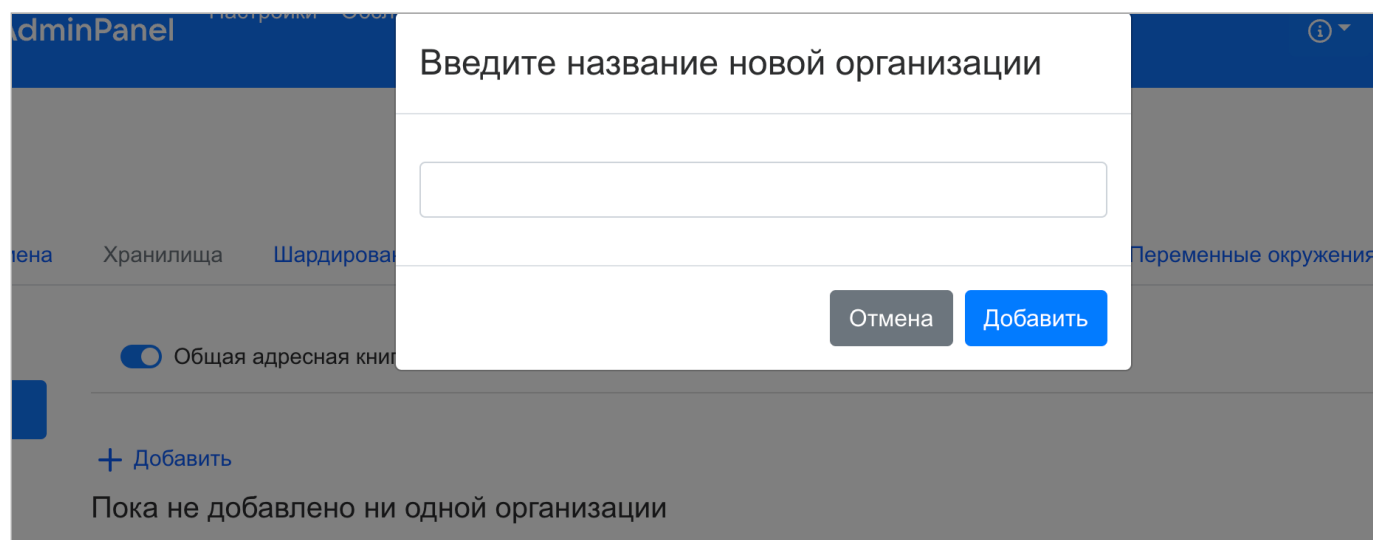 AdminPanel
Настройки
Введите название новой организации
Хранилища
Переменные окружения
Отмена
Добавить
Общая адресная
Добавить
Пока не добавлено ни одной организации